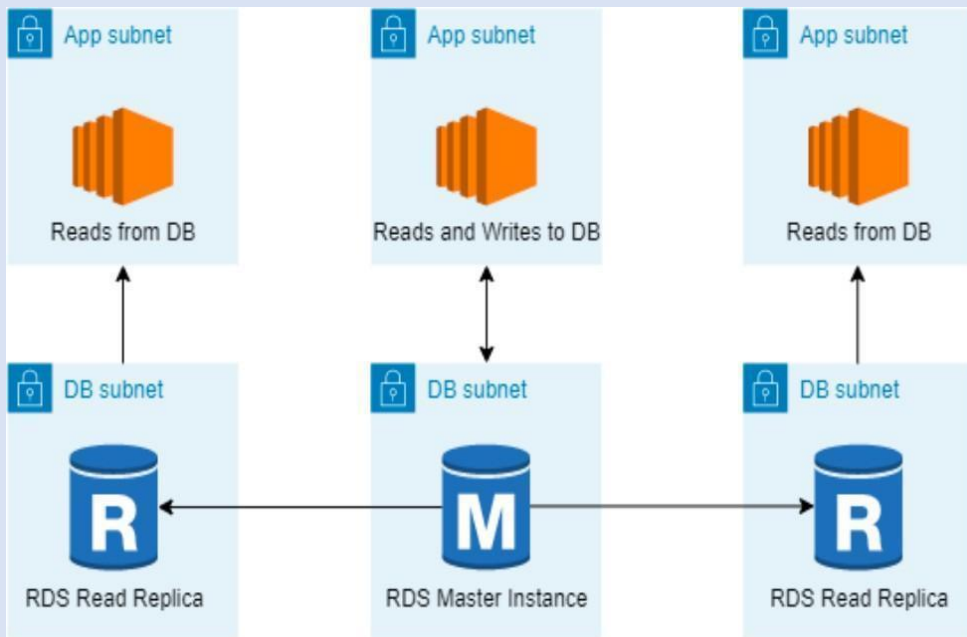 App subnet
App subnet
App subnet
Reads from DB
Reads and Writes to DB
Reads from DB
DB subnet
DB subnet
DB subnet
R
M
R
RDS Read Replica
RDS Master Instance
RDS Read Replica